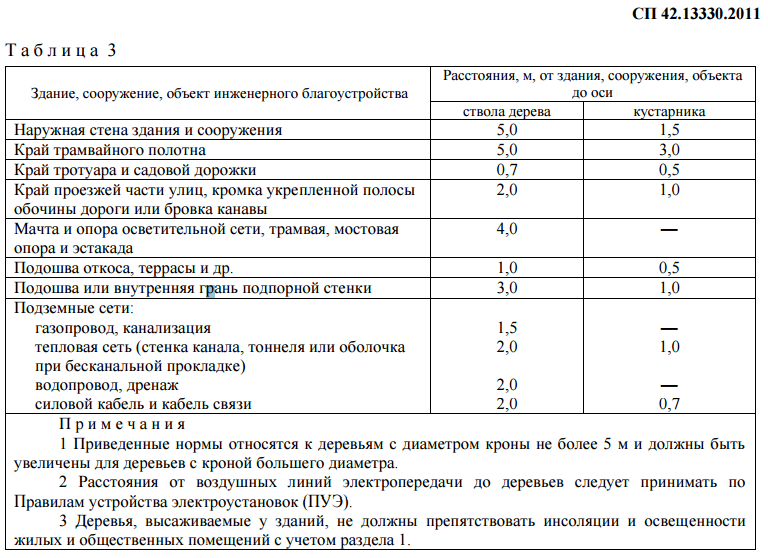 СП 42.13330.2011
Таблица 3
Здание, сооружение, объект инженерного благоустройства
Расстояния, м, от здания, сооружения, объекта
до оси
ствола дерева кустарника
Наружная стена здания и сооружения 5,0 1,5
Край трамвайного полотна 5,0 3,0
Край тротуара и садовой дорожки 0,7 0,5
Край проезжей части улиц, кромка укрепленной полосы 2,0 1,0
обочины дороги или бровка канавы
Мачта и опора осветительной сети, трамвая, мостовая 4,0 —
опора и эстакада
Подошва откоса, террасы и др. 1,0 0,5
Подошва или внутренняя грань подпорной стенки 3,0 1,0
Подземные сети:
газопровод, канализация 1,5 —
тепловая сеть (стенка канала, тоннеля или оболочка 2,0 1,0
при бесканальной прокладке)
водопровод, дренаж 2,0 —
силовой кабель и кабель связи 2,0 0,7
Примечания
1 Приведенные нормы относятся к деревьям с диаметром кроны не более 5 м и должны быть
увеличены для деревьев с кроной большего диаметра.
2 Расстояния от воздушных линий электропередачи до деревьев следует принимать по
Правилам устройства электроустановок (ПУЭ).
3 Деревья, высаживаемые у зданий, не должны препятствовать инсоляции и освещенности
жилых и общественных помещений с учетом раздела 1.